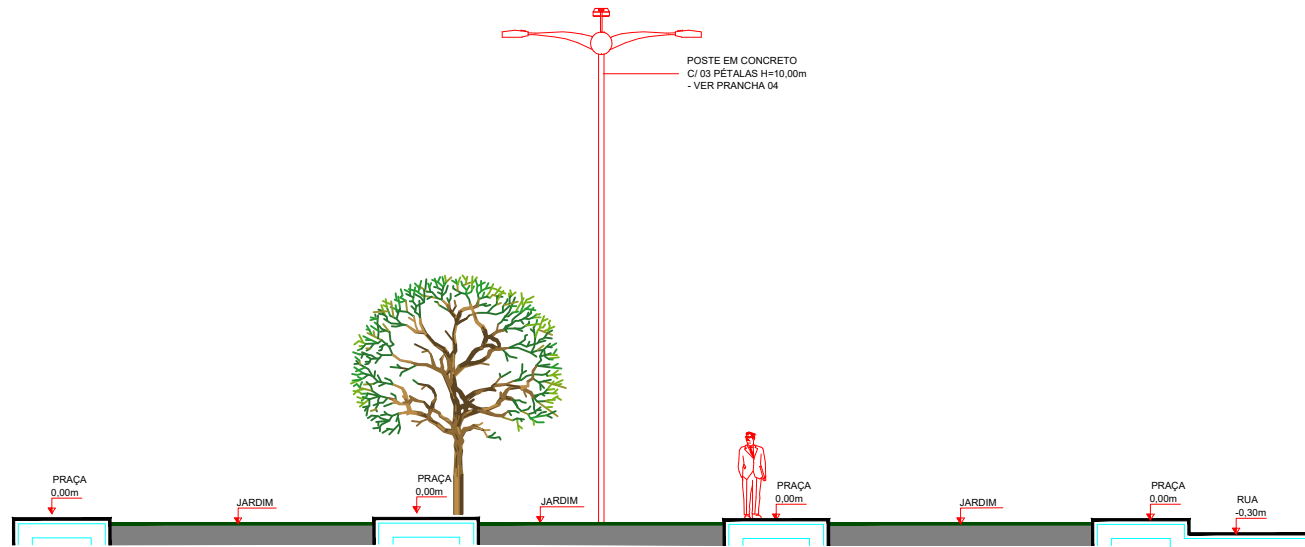 POSTE EM CONCRETO
C/ 03 PÉTALAS H=10,00m
- VER PRANCHA 04
PRAÇA
0,00m
JARDIM
PRAÇA
0,00m
JARDIM
PRAÇA
0,00m
JARDIM
PRAÇA
0,00m
RUA
-0,30m